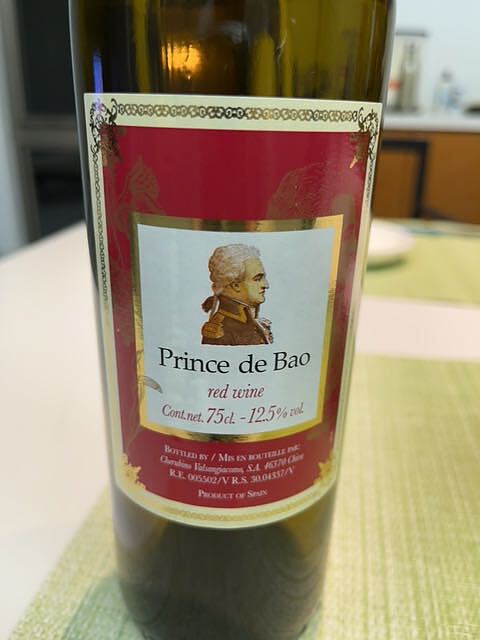 Prince de Bao
red wine
Cont.net. 75cl. - 12.5% vol.
BOTTLED BY / MIS EN BOUTEILLE PAR:
Cherubino Valsangiacomo, S.A. 46370 Chiva
R.E. 005502/V R.S. 30.04337/V
PRODUCT OF SPAIN